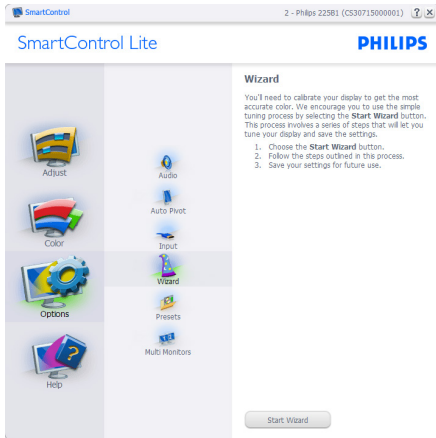 SmartControl
2 - Philips 225B1 (CS30715000001)
?
X
SmartControl Lite
PHILIPS
Adjust
Color
Options
Help
Audio
Auto Pivot
Input
Wizard
Presets
Multi Monitors
Wizard
You'll need to calibrate your display to get the most
accurate color. We encourage you to use the simple
tuning process by selecting the Start Wizard button.
This process involves a series of steps that will let you
tune your display and save the settings.
1. Choose the Start Wizard button.
2. Follow the steps outlined in this process.
3. Save your settings for future use.
Start Wizard